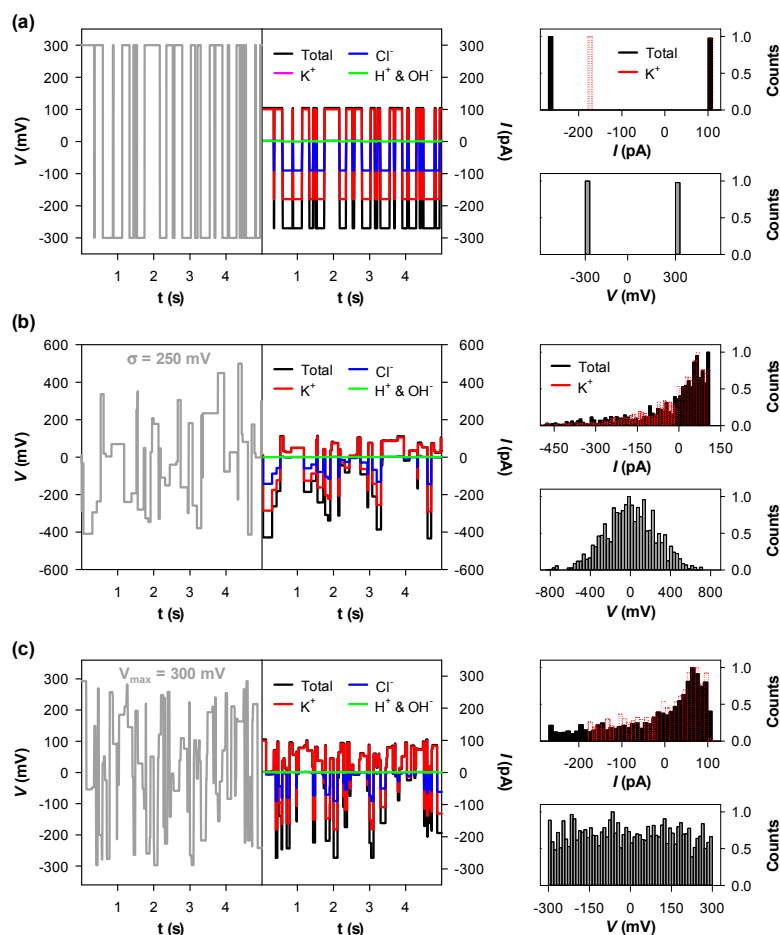 (a)
300
200
100
0
-100
-200
-300
V (mV)
1 2 3 4
t (s)
Total
K⁺
Cl⁻
H⁺ & OH⁻
300
200
100
0
-100
-200
-300
I (pA)
1 2 3 4
t (s)
Total
K⁺
1.0
0.5
0.0
Counts
-200 -100 0 100
I (pA)
1.0
0.5
0.0
Counts
-300 0 300
V (mV)
(b)
600
400
200
0
-200
-400
-600
V (mV)
σ = 250 mV
1 2 3 4
t (s)
Total
K⁺
Cl⁻
H⁺ & OH⁻
600
400
200
0
-200
-400
-600
I (pA)
1 2 3 4
t (s)
Total
K⁺
1.0
0.5
0.0
Counts
-450 -300 -150 0 150
I (pA)
1.0
0.5
0.0
Counts
-800 -400 0 400 800
V (mV)
(c)
300
200
100
0
-100
-200
-300
V (mV)
Vmax = 300 mV
1 2 3 4
t (s)
Total
K⁺
Cl⁻
H⁺ & OH⁻
300
200
100
0
-100
-200
-300
I (pA)
1 2 3 4
t (s)
Total
K⁺
1.0
0.5
0.0
Counts
-200 -100 0 100
I (pA)
1.0
0.5
0.0
Counts
-300 -150 0 150 300
V (mV)